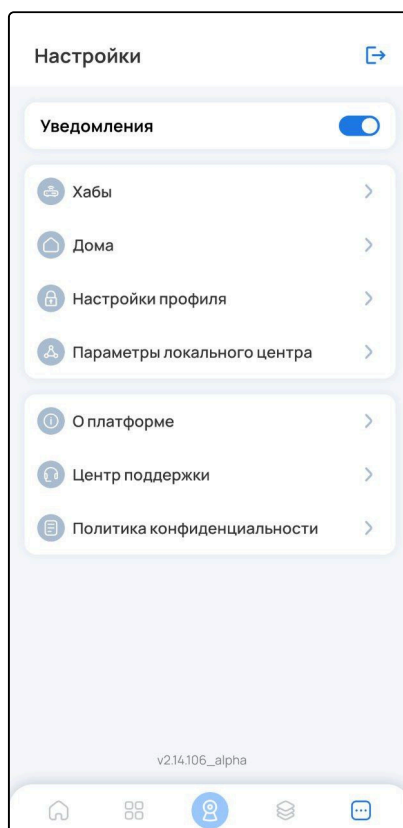 Настройки
Уведомления
Хабы
Дома
Настройки профиля
Параметры локального центра
О платформе
Центр поддержки
Политика конфиденциальности
v2.14.106_alpha